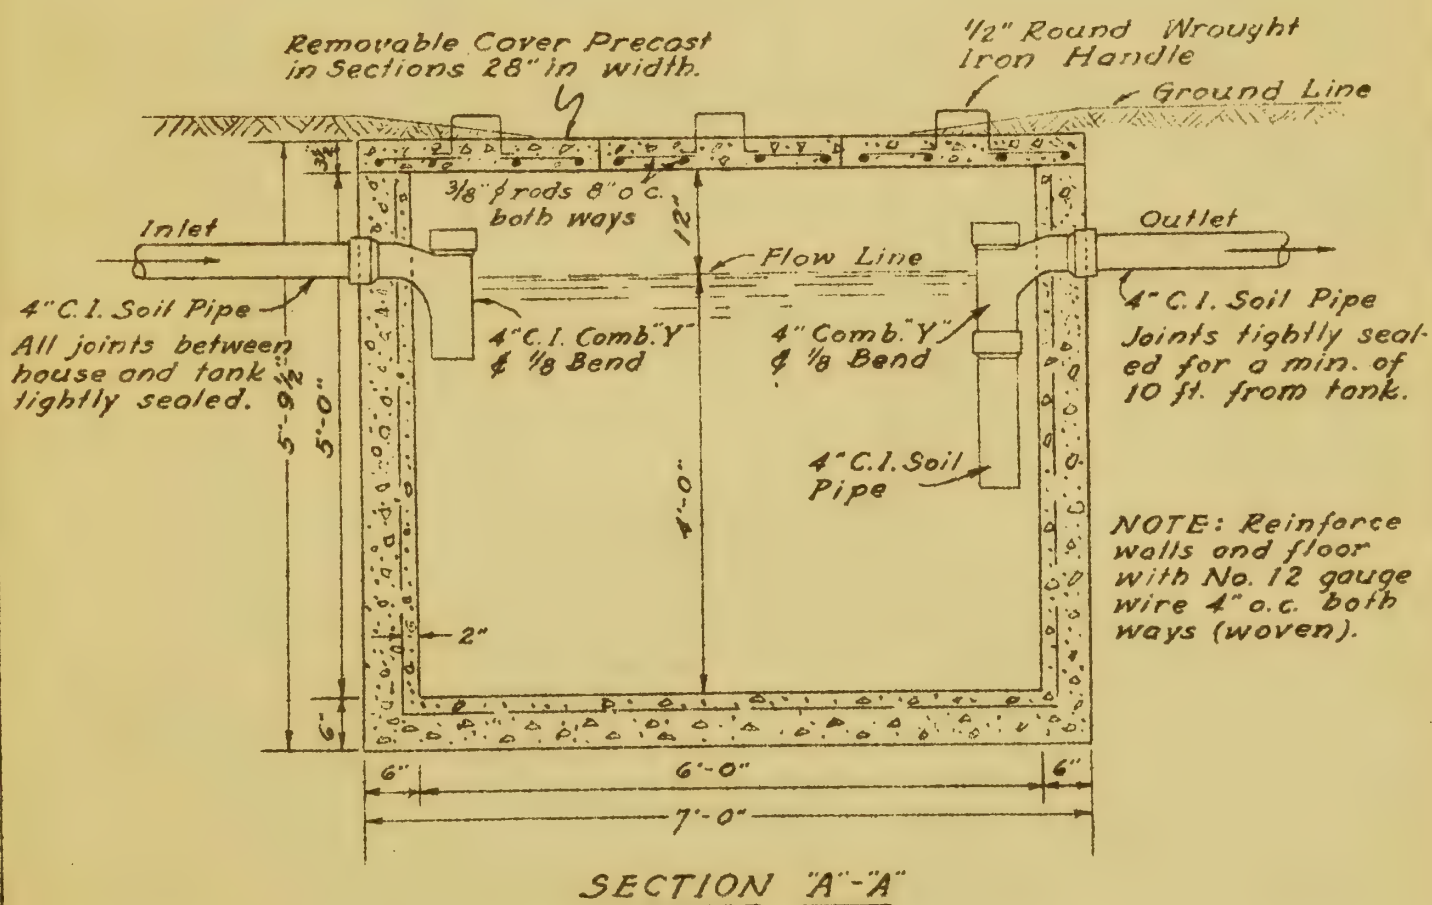 Removable Cover Precast
in Sections 28" in width.
1/2" Round Wrought
Iron Handle
Ground Line
3½"
3/8" ϕ rods 8" o.c.
both ways
12"
Inlet
Outlet
Flow Line
4" C.I. Soil Pipe
All joints between
house and tank
tightly sealed.
5'-9½"
5'-0"
4" C.I. Comb. "Y"
& 1/8 Bend
4" Comb. "Y"
& 1/8 Bend
4" C.I. Soil Pipe
Joints tightly seal-
ed for a min. of
10 ft. from tank.
4" C.I. Soil
Pipe
4'-0"
NOTE: Reinforce
walls and floor
with No. 12 gauge
wire 4" o.c. both
ways (woven).
2"
6"
6"
6'-0"
6"
7'-0"
SECTION "A"-"A"